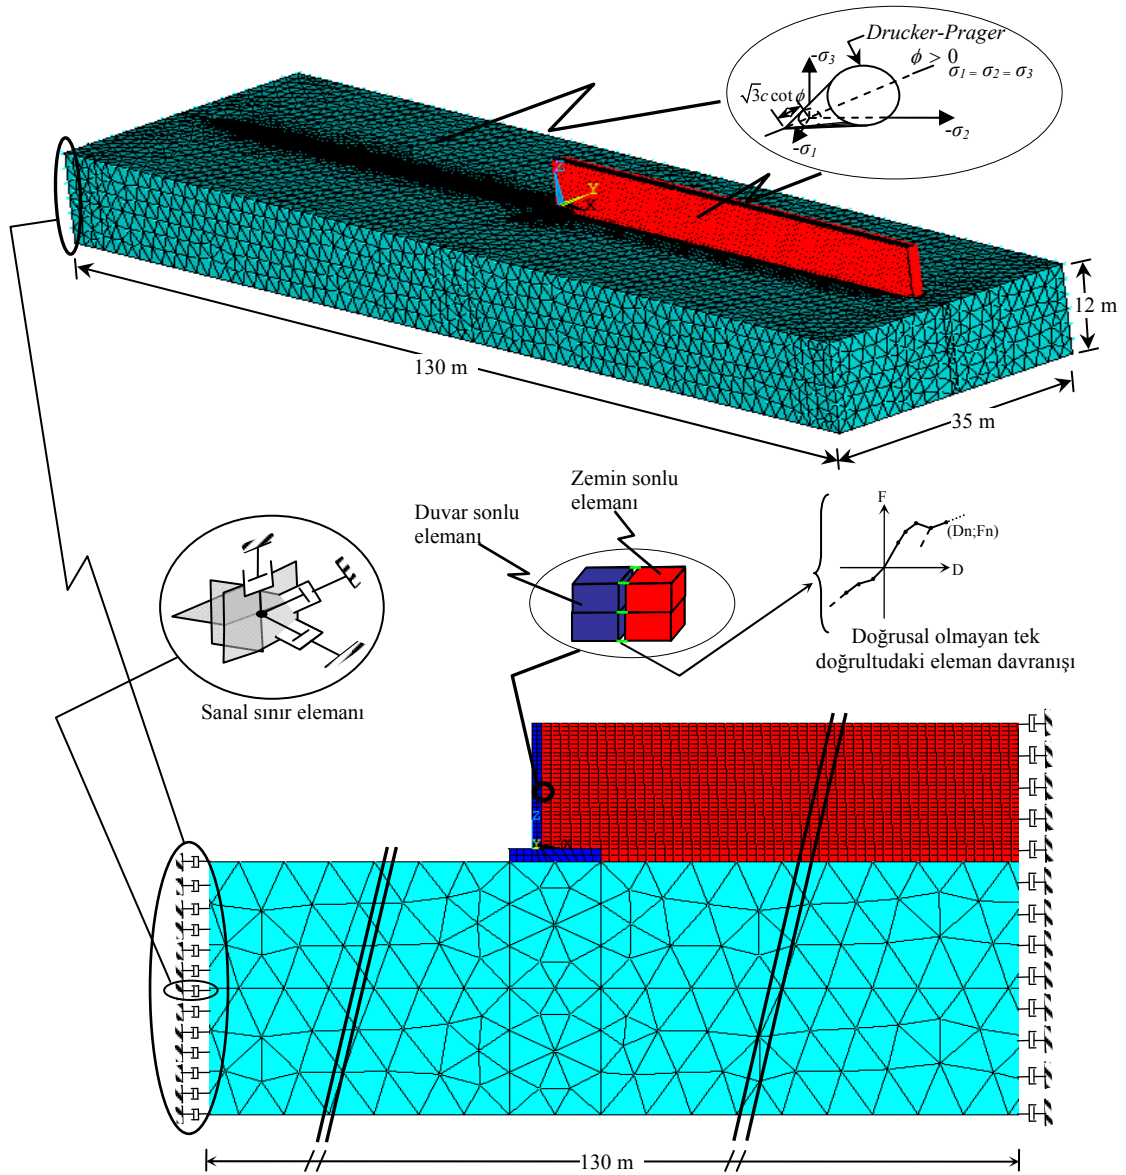 Drucker-Prager
ϕ > 0
-σ3
σ1 = σ2 = σ3
√3c cot ϕ
-σ2
-σ1
Z
Y
X
12 m
130 m
35 m
Zemin sonlu
elemanı
Duvar sonlu
elemanı
F
(Dn;Fn)
D
Doğrusal olmayan tek
doğrultudaki eleman davranışı
Sanal sınır elemanı
Z
Y
X
130 m